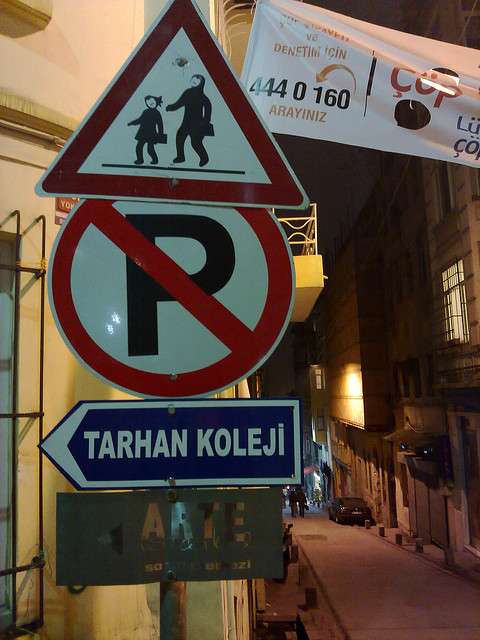 VE
DENETİM İÇİN
444 0 160
ARAYINIZ
ÇÖP
P
TARHAN KOLEJİ
ARTE